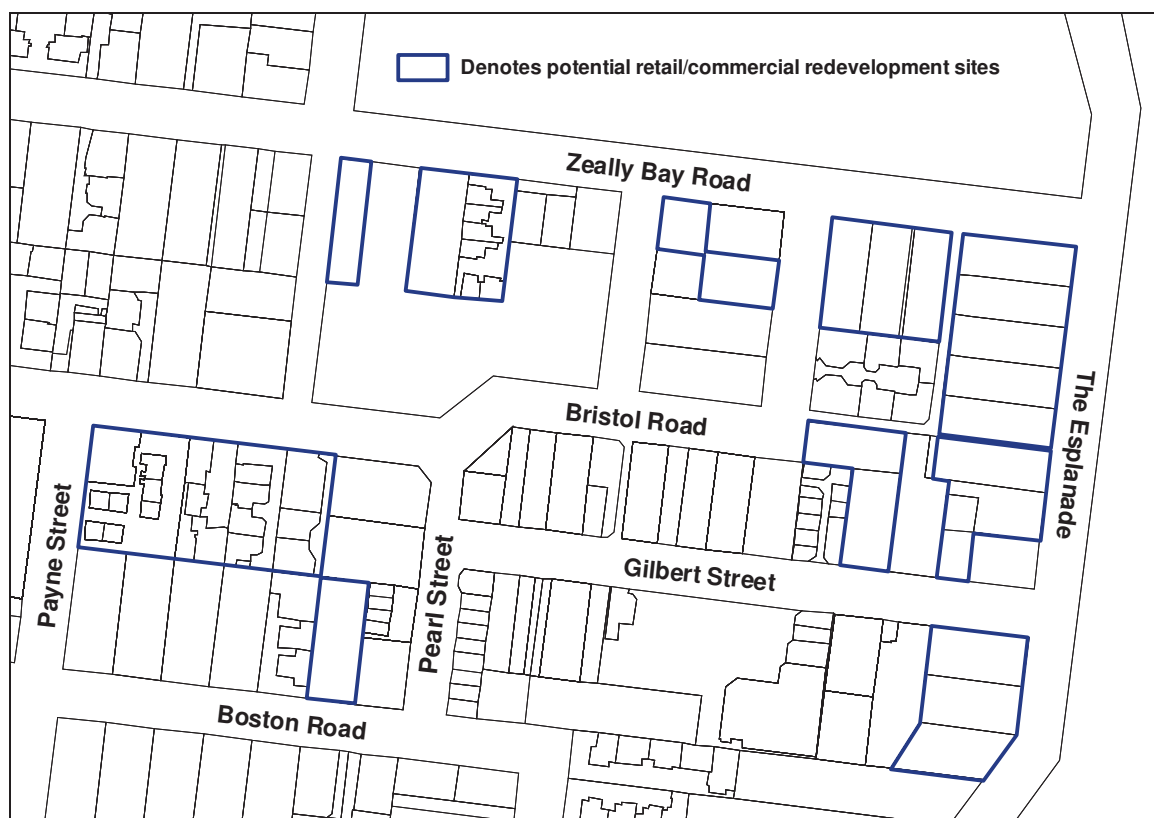 Denotes potential retail/commercial redevelopment sites
Zeally Bay Road
The Esplanade
Bristol Road
Payne Street
Pearl Street
Gilbert Street
Boston Road